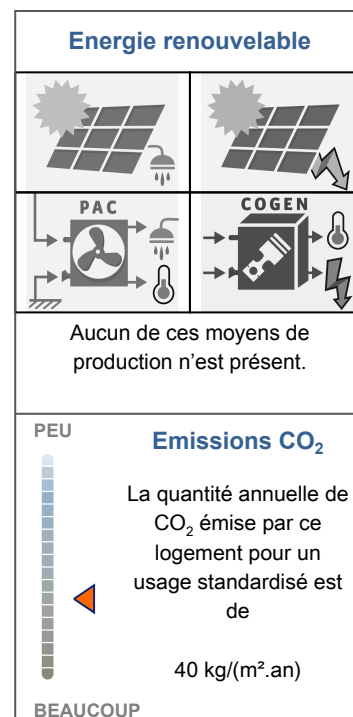 Energie renouvelable
PAC
COGEN
Aucun de ces moyens de
production n’est présent.
PEU
Emissions CO₂
La quantité annuelle de
CO₂ émise par ce
logement pour un
usage standardisé est
de
40 kg/(m².an)
BEAUCOUP